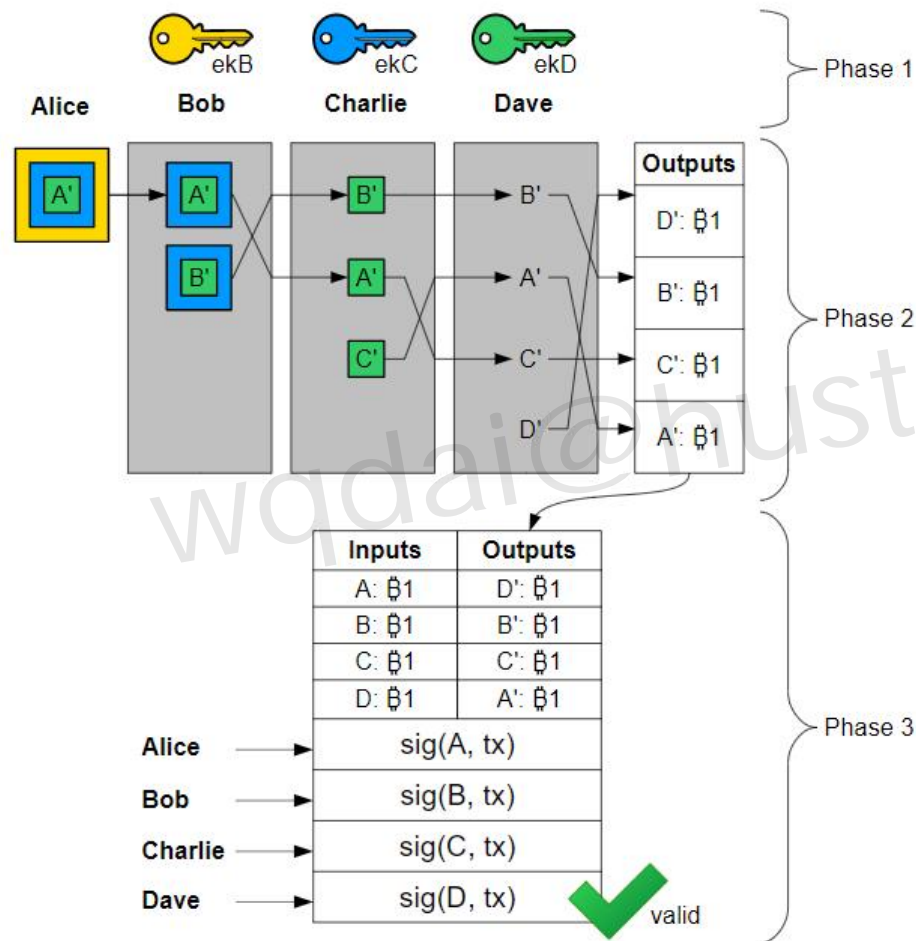 ekB
ekC
ekD
Phase 1
Alice
Bob
Charlie
Dave
Outputs
A'
A'
B'
B'
D': ₿1
B'
A'
A'
B': ₿1
Phase 2
C'
C'
C': ₿1
D'
A': ₿1
wqdai@hust
Inputs
Outputs
A: ₿1
D': ₿1
B: ₿1
B': ₿1
C: ₿1
C': ₿1
D: ₿1
A': ₿1
Phase 3
Alice
sig(A, tx)
Bob
sig(B, tx)
Charlie
sig(C, tx)
Dave
sig(D, tx)
valid